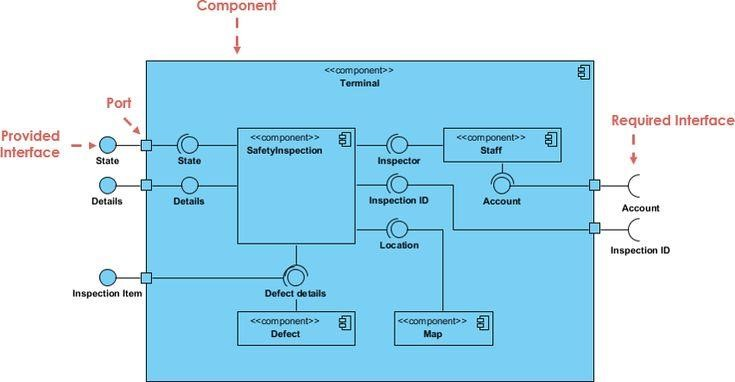 Component
<<component>>
Terminal
Port
Provided
Interface
Required Interface
<<component>>
SafetyInspection
<<component>>
Staff
State
State
Inspector
Details
Details
Inspection ID
Account
Account
Location
Inspection ID
Inspection Item
Defect details
<<component>>
Defect
<<component>>
Map